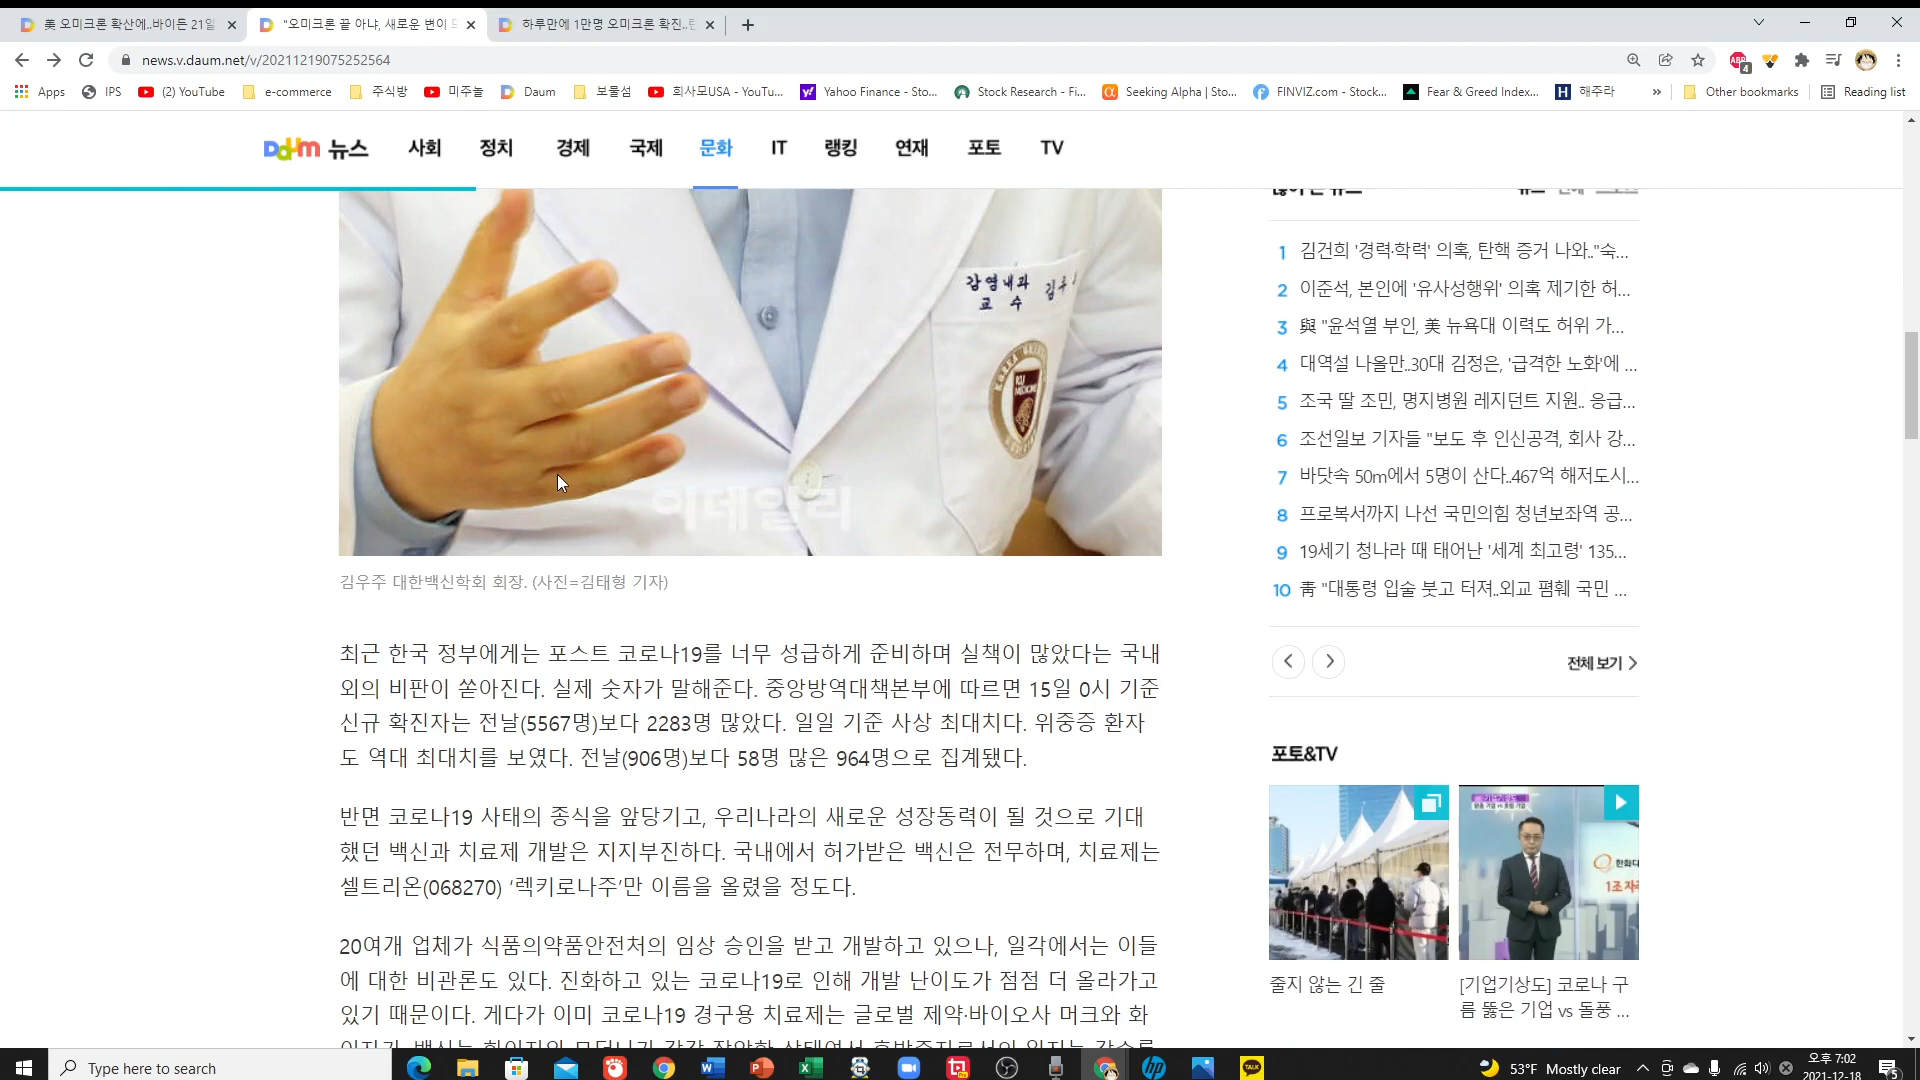 美 오미크론 확산에..바이든 21일
"오미크론 끝 아냐, 새로운 변이 또
하루만에 1만명 오미크론 확진..런
news.v.daum.net/v/20211219075252564
ABP
4
Apps
IPS
(2) YouTube
e-commerce
주식방
미주놀
Daum
보물섬
희사모USA - YouTu...
Yahoo Finance - Sto...
Stock Research - Fi...
Seeking Alpha | Sto...
FINVIZ.com - Stock...
Fear & Greed Index...
해주라
»
Other bookmarks
Reading list
Daum 뉴스
사회
정치
경제
국제
문화
IT
랭킹
연재
포토
TV
감염내과
교수
KU
MEDICINE
이데일리
김우주 대한백신학회 회장. (사진=김태형 기자)
최근 한국 정부에게는 포스트 코로나19를 너무 성급하게 준비하며 실책이 많았다는 국내
외의 비판이 쏟아진다. 실제 숫자가 말해준다. 중앙방역대책본부에 따르면 15일 0시 기준
신규 확진자는 전날(5567명)보다 2283명 많았다. 일일 기준 사상 최대치다. 위중증 환자
도 역대 최대치를 보였다. 전날(906명)보다 58명 많은 964명으로 집계됐다.
반면 코로나19 사태의 종식을 앞당기고, 우리나라의 새로운 성장동력이 될 것으로 기대
했던 백신과 치료제 개발은 지지부진하다. 국내에서 허가받은 백신은 전무하며, 치료제는
셀트리온(068270) ‘렉키로나주’만 이름을 올렸을 정도다.
20여개 업체가 식품의약품안전처의 임상 승인을 받고 개발하고 있으나, 일각에서는 이들
에 대한 비관론도 있다. 진화하고 있는 코로나19로 인해 개발 난이도가 점점 더 올라가고
있기 때문이다. 게다가 이미 코로나19 경구용 치료제는 글로벌 제약·바이오사 머크와 화
1 김건희 '경력·학력' 의혹, 탄핵 증거 나와.."숙...
2 이준석, 본인에 '유사성행위' 의혹 제기한 허...
3 與 "윤석열 부인, 美 뉴욕대 이력도 허위 가...
4 대역설 나올만..30대 김정은, '급격한 노화'에 ...
5 조국 딸 조민, 명지병원 레지던트 지원.. 응급...
6 조선일보 기자들 "보도 후 인신공격, 회사 강...
7 바닷속 50m에서 5명이 산다..467억 해저도시...
8 프로복서까지 나선 국민의힘 청년보좌역 공...
9 19세기 청나라 때 태어난 '세계 최고령' 135...
10 靑 "대통령 입술 붓고 터져..외교 폄훼 국민 ...
전체 보기
포토&TV
줄지 않는 긴 줄
한화다
1조 자
[기업기상도] 코로나 구
름 뚫은 기업 vs 돌풍 ...
Type here to search
TALK
53°F Mostly clear
오후 7:02
2021-12-18
5